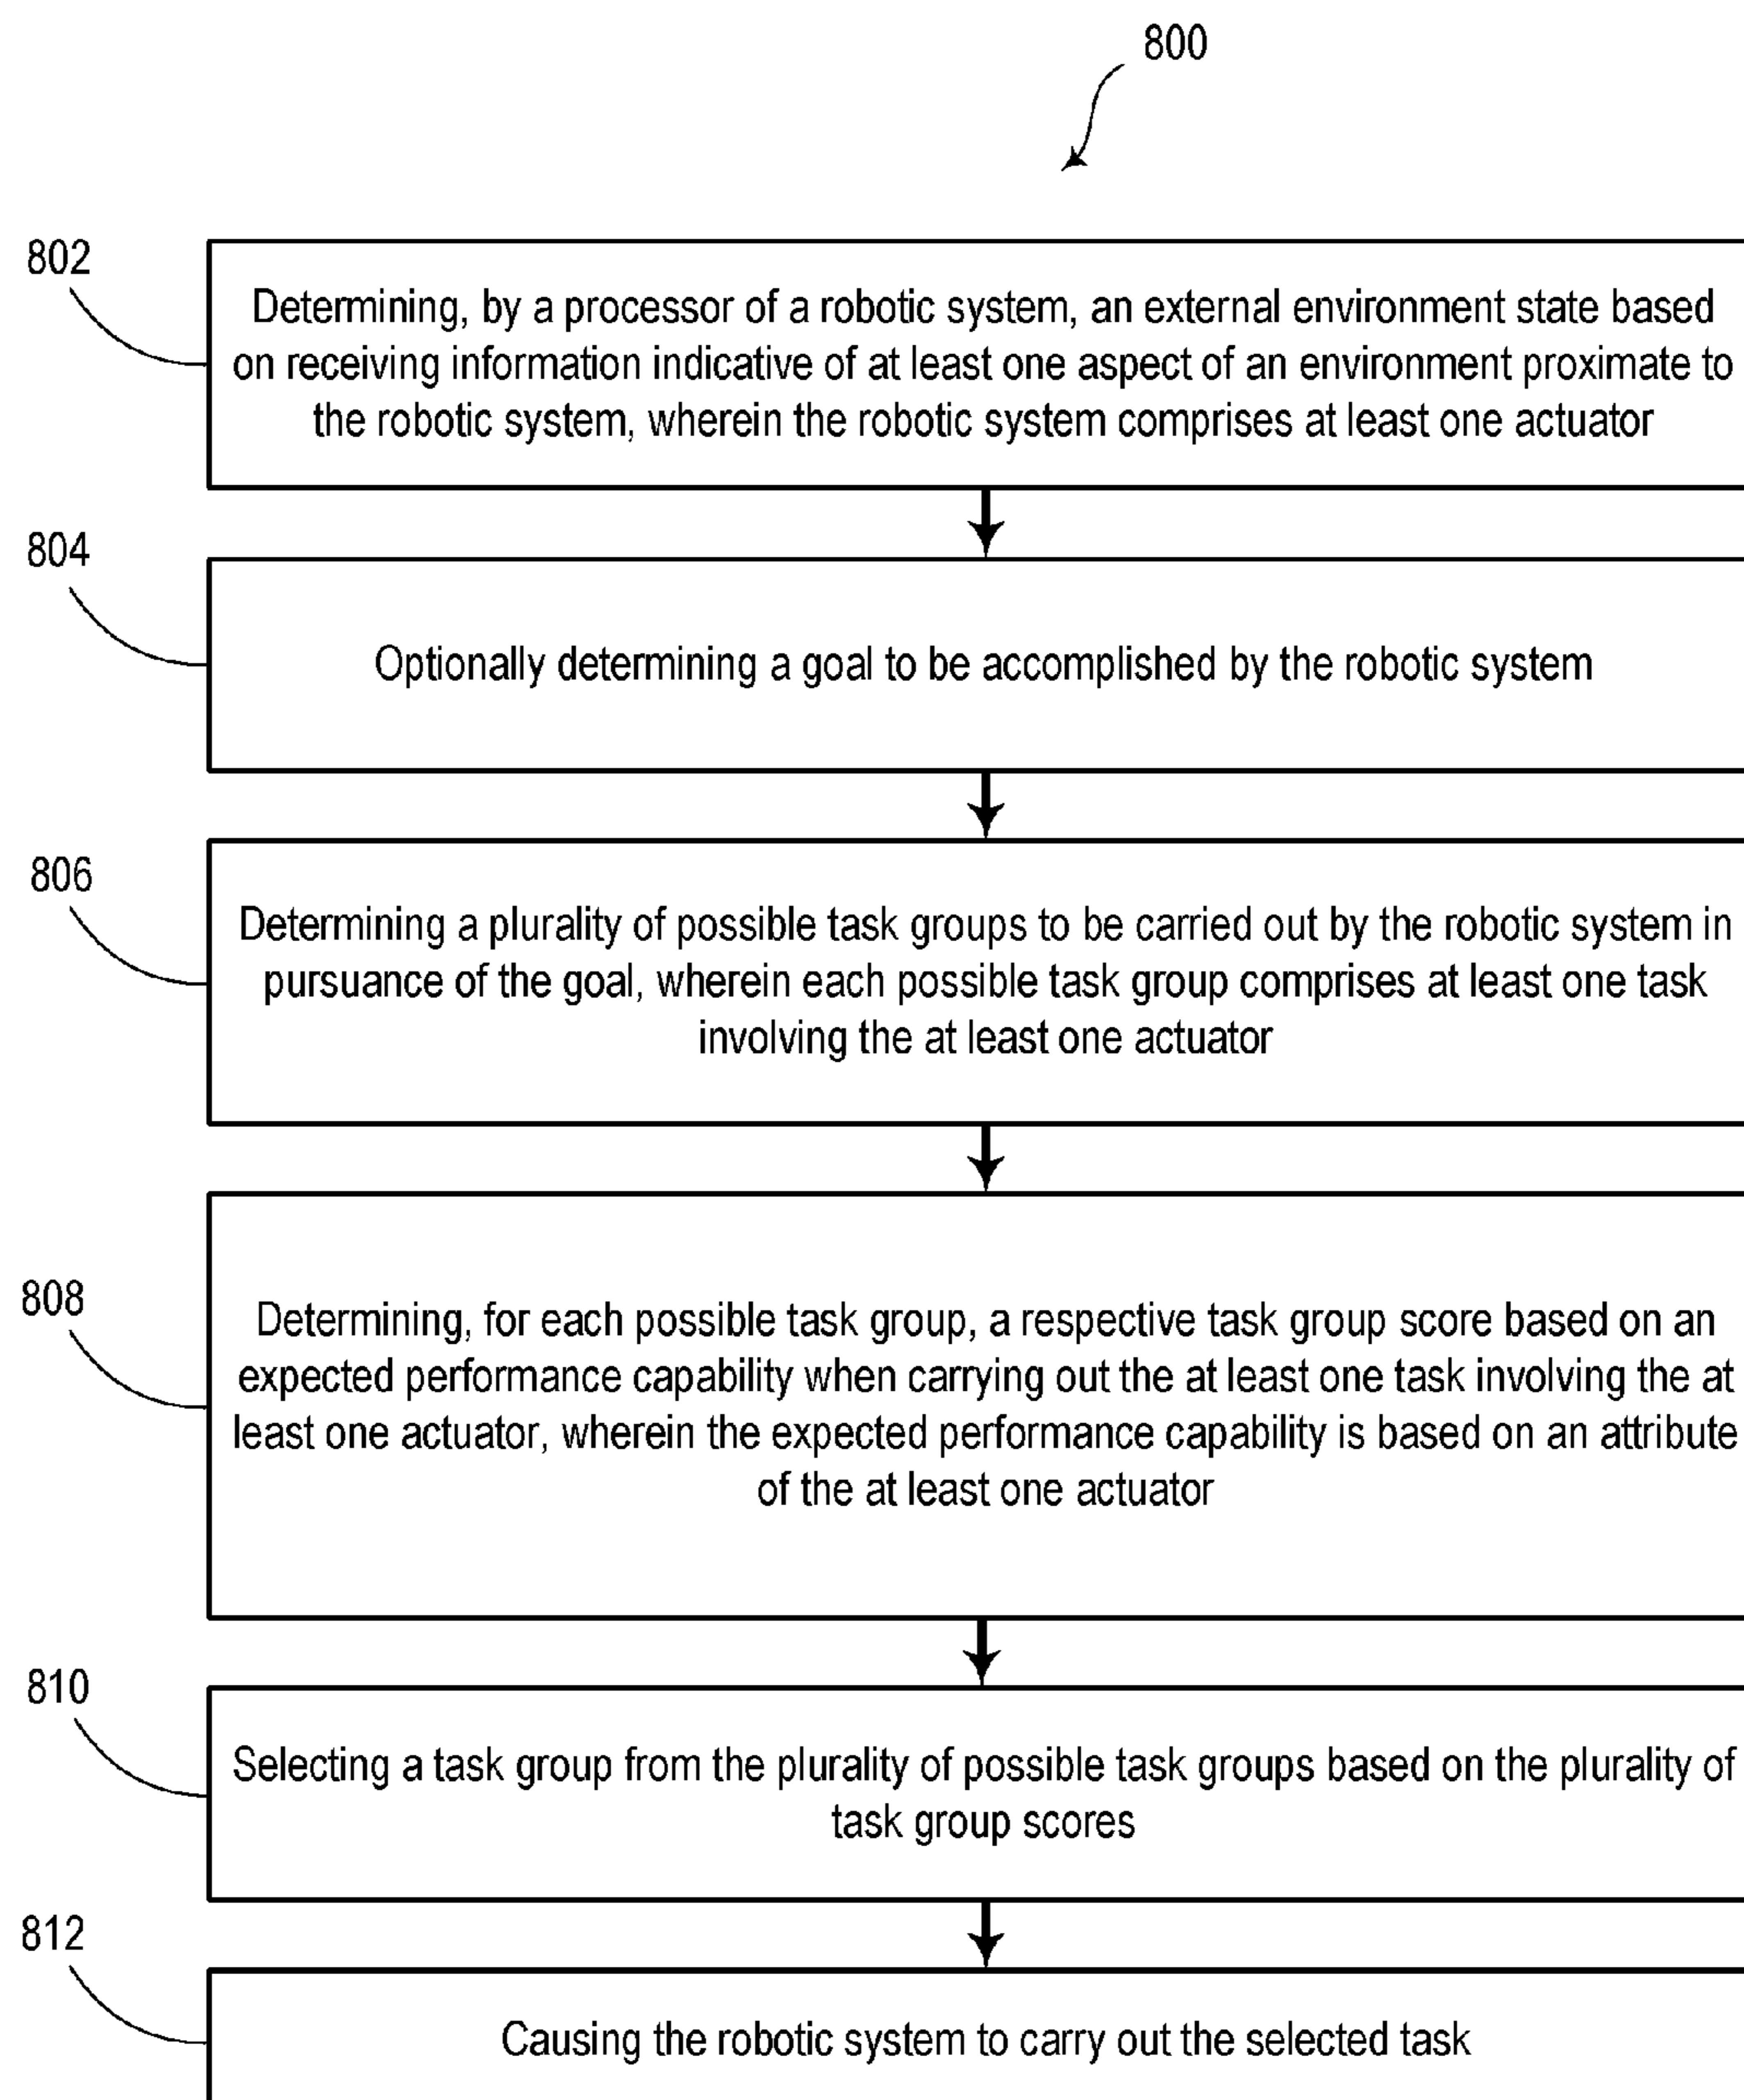 800
802
Determining, by a processor of a robotic system, an external environment state based
on receiving information indicative of at least one aspect of an environment proximate to
the robotic system, wherein the robotic system comprises at least one actuator
804
Optionally determining a goal to be accomplished by the robotic system
806
Determining a plurality of possible task groups to be carried out by the robotic system in
pursuance of the goal, wherein each possible task group comprises at least one task
involving the at least one actuator
808
Determining, for each possible task group, a respective task group score based on an
expected performance capability when carrying out the at least one task involving the at
least one actuator, wherein the expected performance capability is based on an attribute
of the at least one actuator
810
Selecting a task group from the plurality of possible task groups based on the plurality of
task group scores
812
Causing the robotic system to carry out the selected task